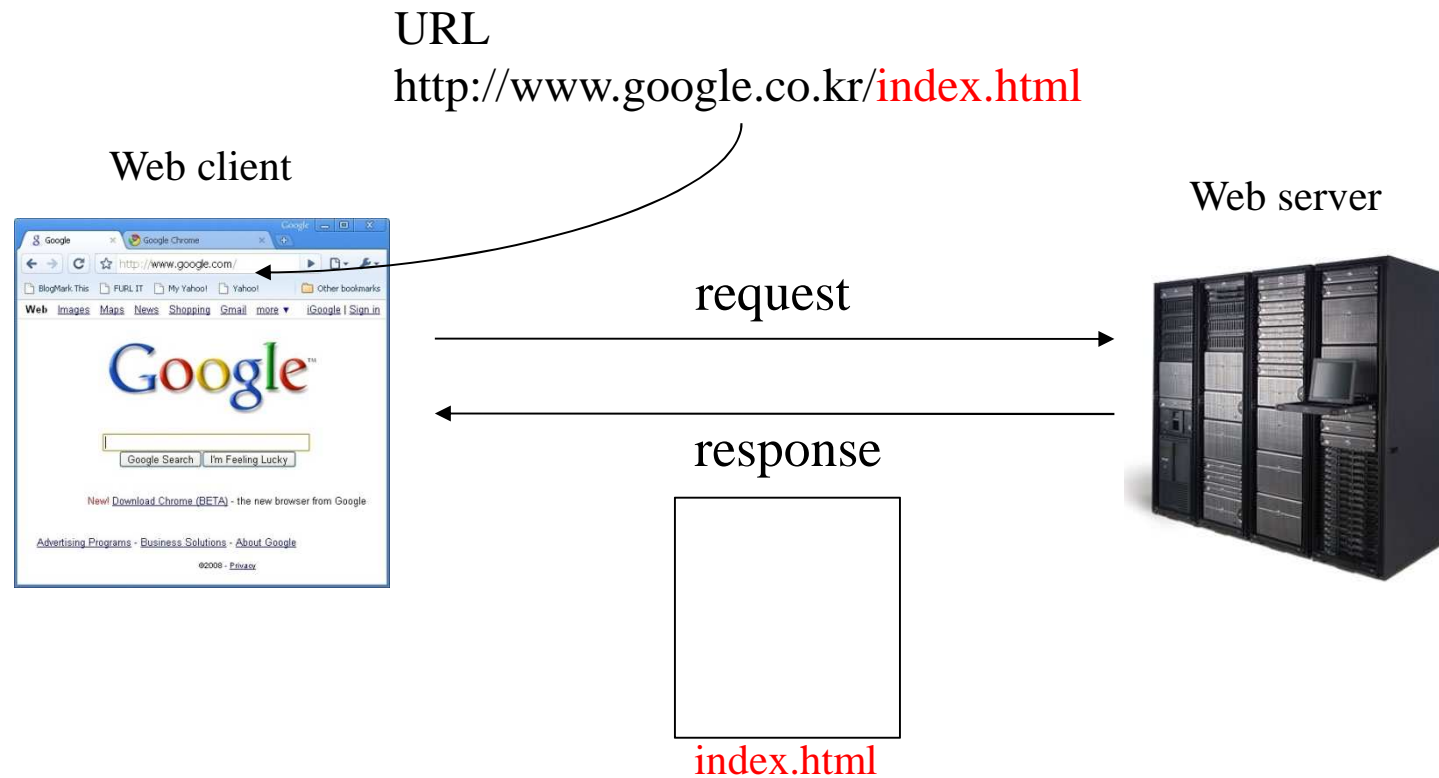 URL
http://www.google.co.kr/index.html
Web client
Web server
Google
Google
Google Chrome
http://www.google.com/
BlogMark This FURL IT My Yahoo! Yahoo! Other bookmarks
Web Images Maps News Shopping Gmail more ▼ iGoogle | Sign in
Google™
Google Search I'm Feeling Lucky
New! Download Chrome (BETA) - the new browser from Google
Advertising Programs - Business Solutions - About Google
©2008 - Privacy
request
response
index.html